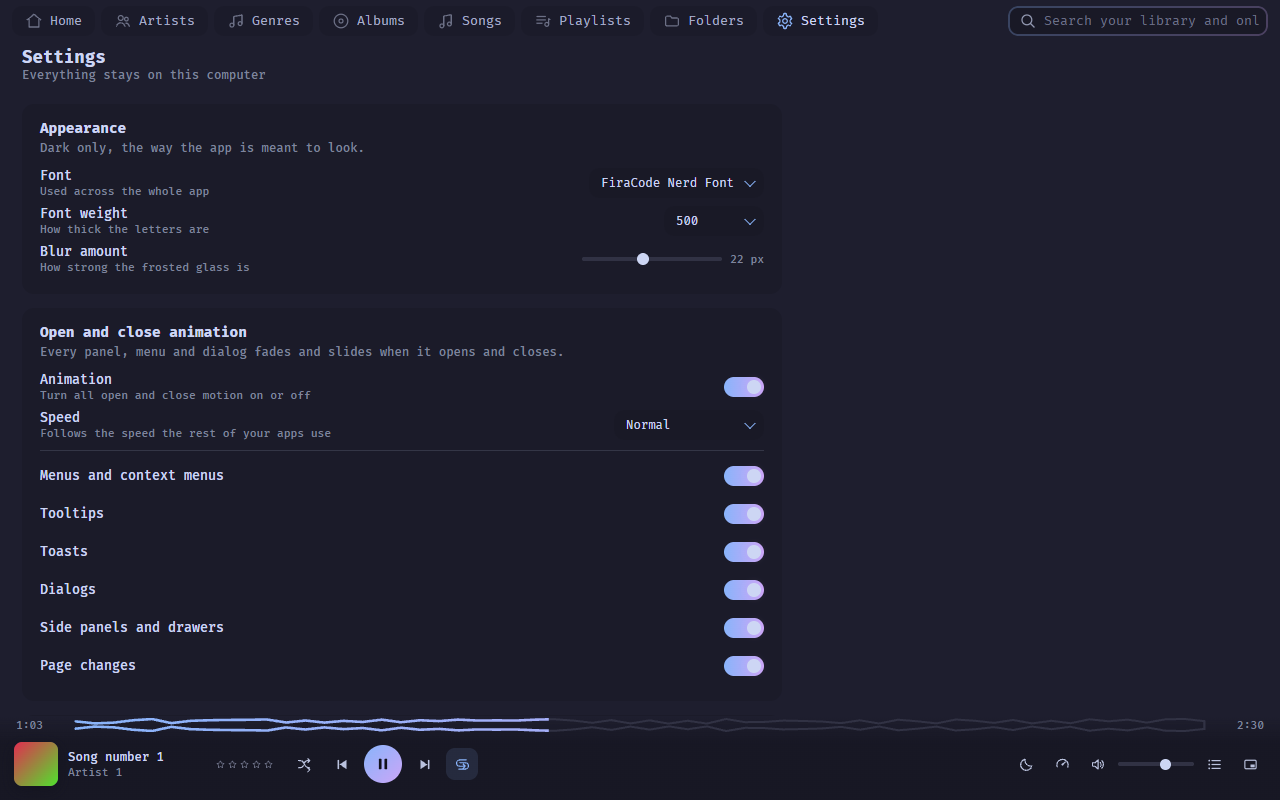 Home Artists Genres Albums Songs Playlists Folders Settings Search your library and onl
Settings
Everything stays on this computer
Appearance
Dark only, the way the app is meant to look.
Font
Used across the whole app
FiraCode Nerd Font
Font weight
How thick the letters are
500
Blur amount
How strong the frosted glass is
22 px
Open and close animation
Every panel, menu and dialog fades and slides when it opens and closes.
Animation
Turn all open and close motion on or off
Speed
Follows the speed the rest of your apps use
Normal
Menus and context menus
Tooltips
Toasts
Dialogs
Side panels and drawers
Page changes
1:03 2:30
Song number 1
Artist 1